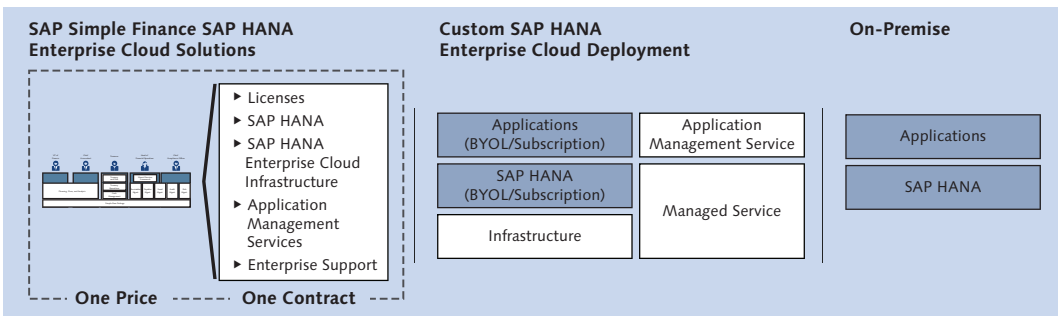 SAP Simple Finance SAP HANA
Enterprise Cloud Solutions
▶ Licenses
▶ SAP HANA
▶ SAP HANA
Enterprise Cloud
Infrastructure
▶ Application
Management
Services
▶ Enterprise Support
One Price
One Contract
Custom SAP HANA
Enterprise Cloud Deployment
Applications
(BYOL/Subscription)
Application
Management Service
SAP HANA
(BYOL/Subscription)
Managed Service
Infrastructure
On-Premise
Applications
SAP HANA